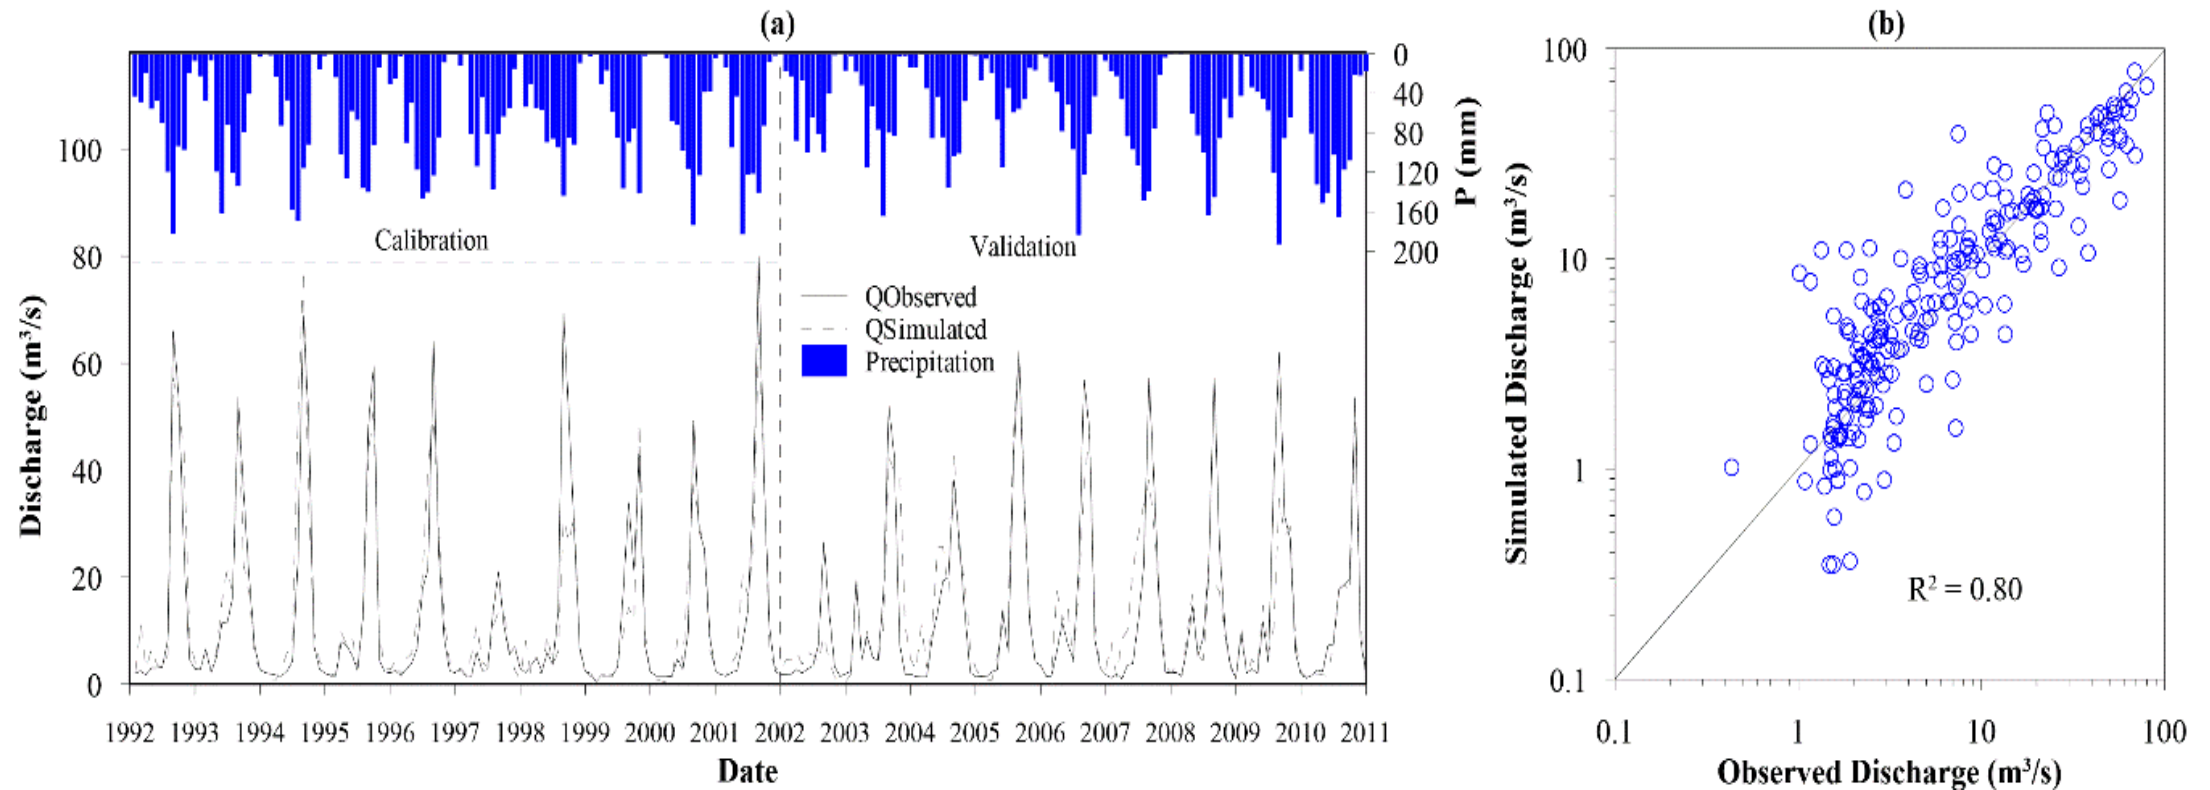 (a)
Discharge (m³/s)
100
80
60
40
20
0
0
40
80
120
160
200
P (mm)
Calibration
Validation
QObserved
QSimulated
Precipitation
1992 1993 1994 1995 1996 1997 1998 1999 2000 2001 2002 2003 2004 2005 2006 2007 2008 2009 2010 2011
Date
(b)
Simulated Discharge (m³/s)
100
10
1
0.1
R² = 0.80
0.1 1 10 100
Observed Discharge (m³/s)